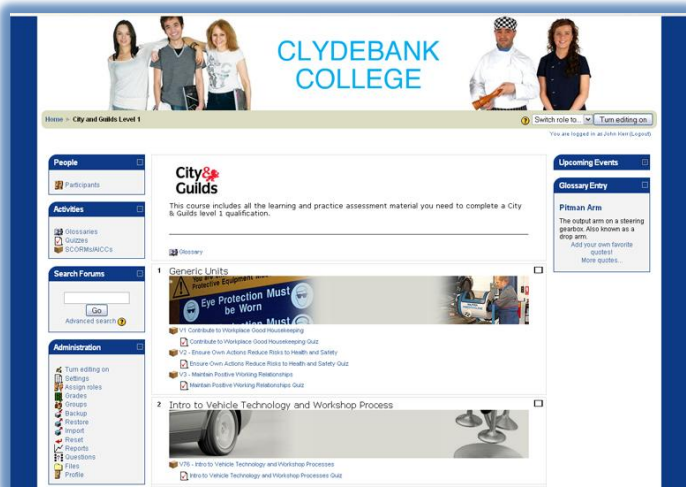 CLYDEBANK
COLLEGE
Home ► City and Guilds Level 1
Switch role to... Turn editing on
You are logged in as John Kerr (Logout)
People
Participants
Activities
Glossaries
Quizzes
SCORMs/AICCs
Search Forums
Go
Advanced search
Administration
Turn editing on
Settings
Assign roles
Grades
Groups
Backup
Restore
Import
Reset
Reports
Questions
Files
Profile
City&
Guilds
This course includes all the learning and practice assessment material you need to complete a City
& Guilds level 1 qualification.
Glossary
1 Generic Units
Protective Equipment Must
Eye Protection Must
be Worn
Must
V1 Contribute to Workplace Good Housekeeping
Contribute to Workplace Good Housekeeping Quiz
V2 - Ensure Own Actions Reduce Risks to Health and Safety
Ensure Own Actions Reduce Risks to Health and Safety Quiz
V3 - Maintain Positive Working Relationships
Maintain Positive Working Relationships Quiz
2 Intro to Vehicle Technology and Workshop Process
V76 - Intro to Vehicle Technology and Workshop Processes
Intro to Vehicle Technology and Workshop Processes Quiz
Upcoming Events
Glossary Entry
Pitman Arm
The output arm on a steering
gearbox. Also known as a
drop arm.
Add your own favorite
quotes!
More quotes...